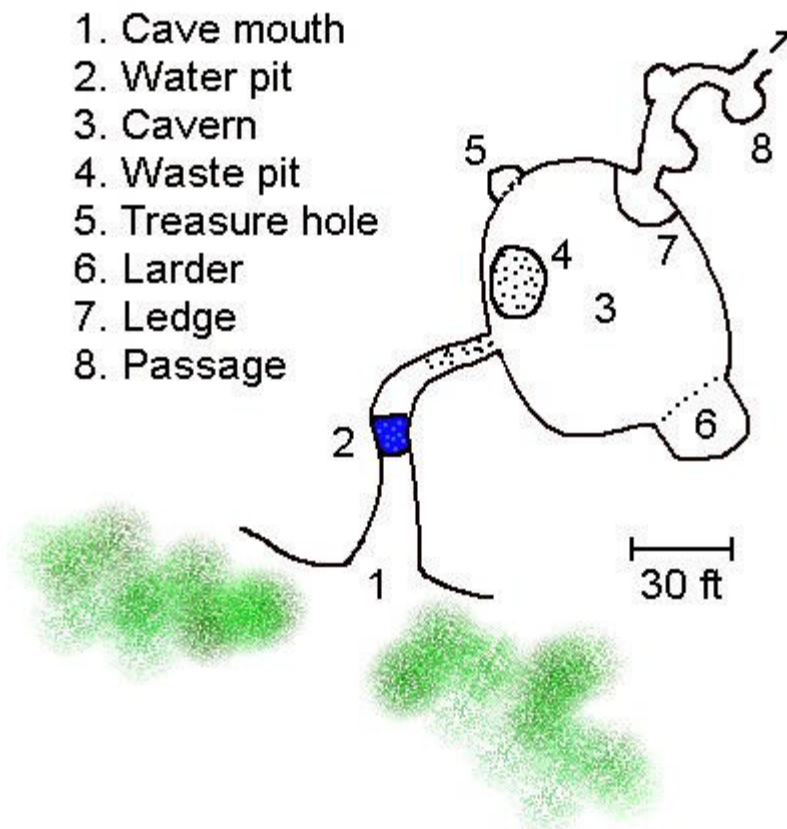 1. Cave mouth
2. Water pit
3. Cavern
4. Waste pit
5. Treasure hole
6. Larder
7. Ledge
8. Passage
8
5
4
7
3
6
2
30 ft
1